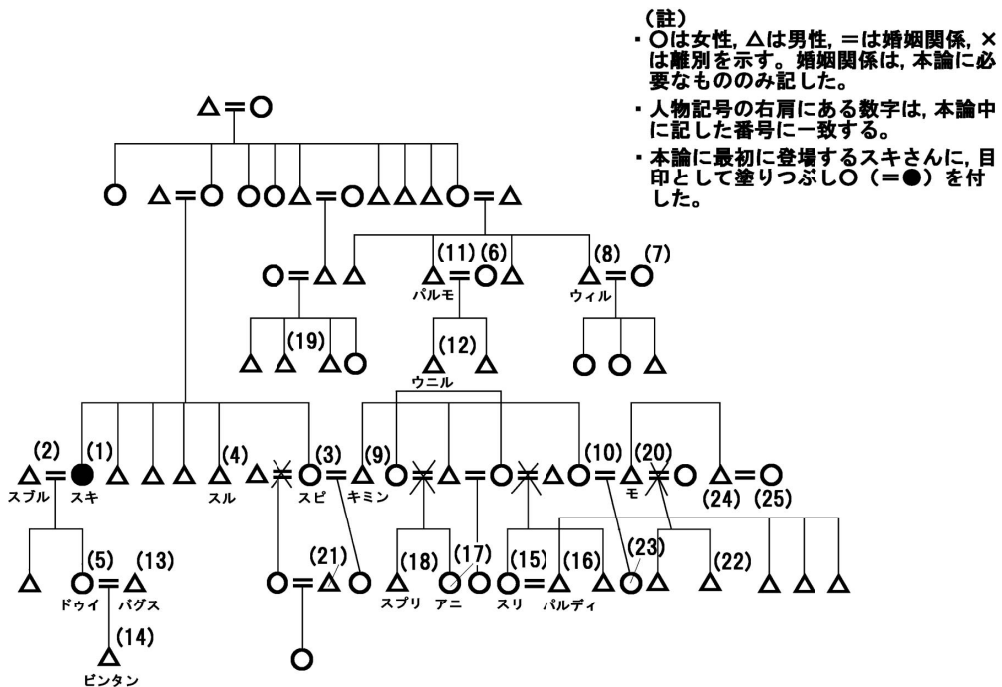 (註)
・○は女性,△は男性,=は婚姻関係,×
は離別を示す。婚姻関係は,本論に必
要なもののみ記した。
・人物記号の右肩にある数字は,本論中
に記した番号に一致する。
・本論に最初に登場するスキさんに,目
印として塗りつぶし○(=●)を付
した。
(11) (6) (8) (7)
パルモ ウィル
(19) (12)
ウニル
(2) (1) (4) (3) (9) (10) (20)
スブル スキ スル スピ キミン モ
(24) (25)
(5) (13) (21) (18) (17) (15) (16) (23) (22)
ドゥイ バグス スプリ アニ スリ パルディ
(14)
ビンタン